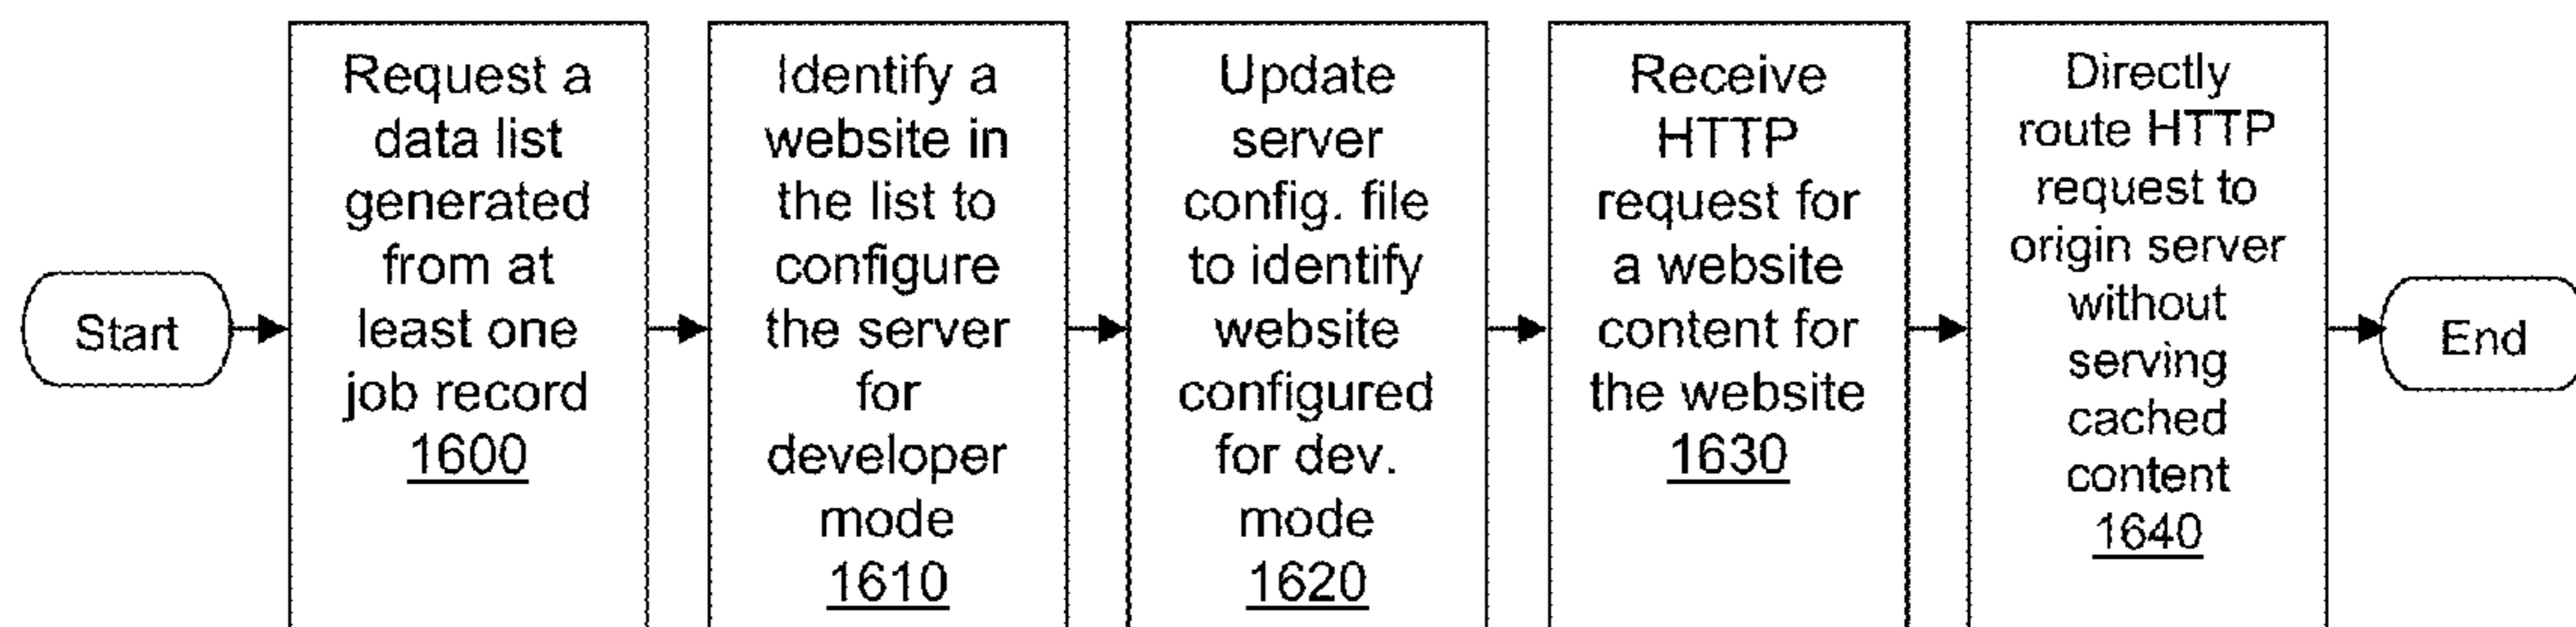 Start
Request a
data list
generated
from at
least one
job record
1600
Identify a
website in
the list to
configure
the server
for
developer
mode
1610
Update
server
config. file
to identify
website
configured
for dev.
mode
1620
Receive
HTTP
request for
a website
content for
the website
1630
Directly
route HTTP
request to
origin server
without
serving
cached
content
1640
End